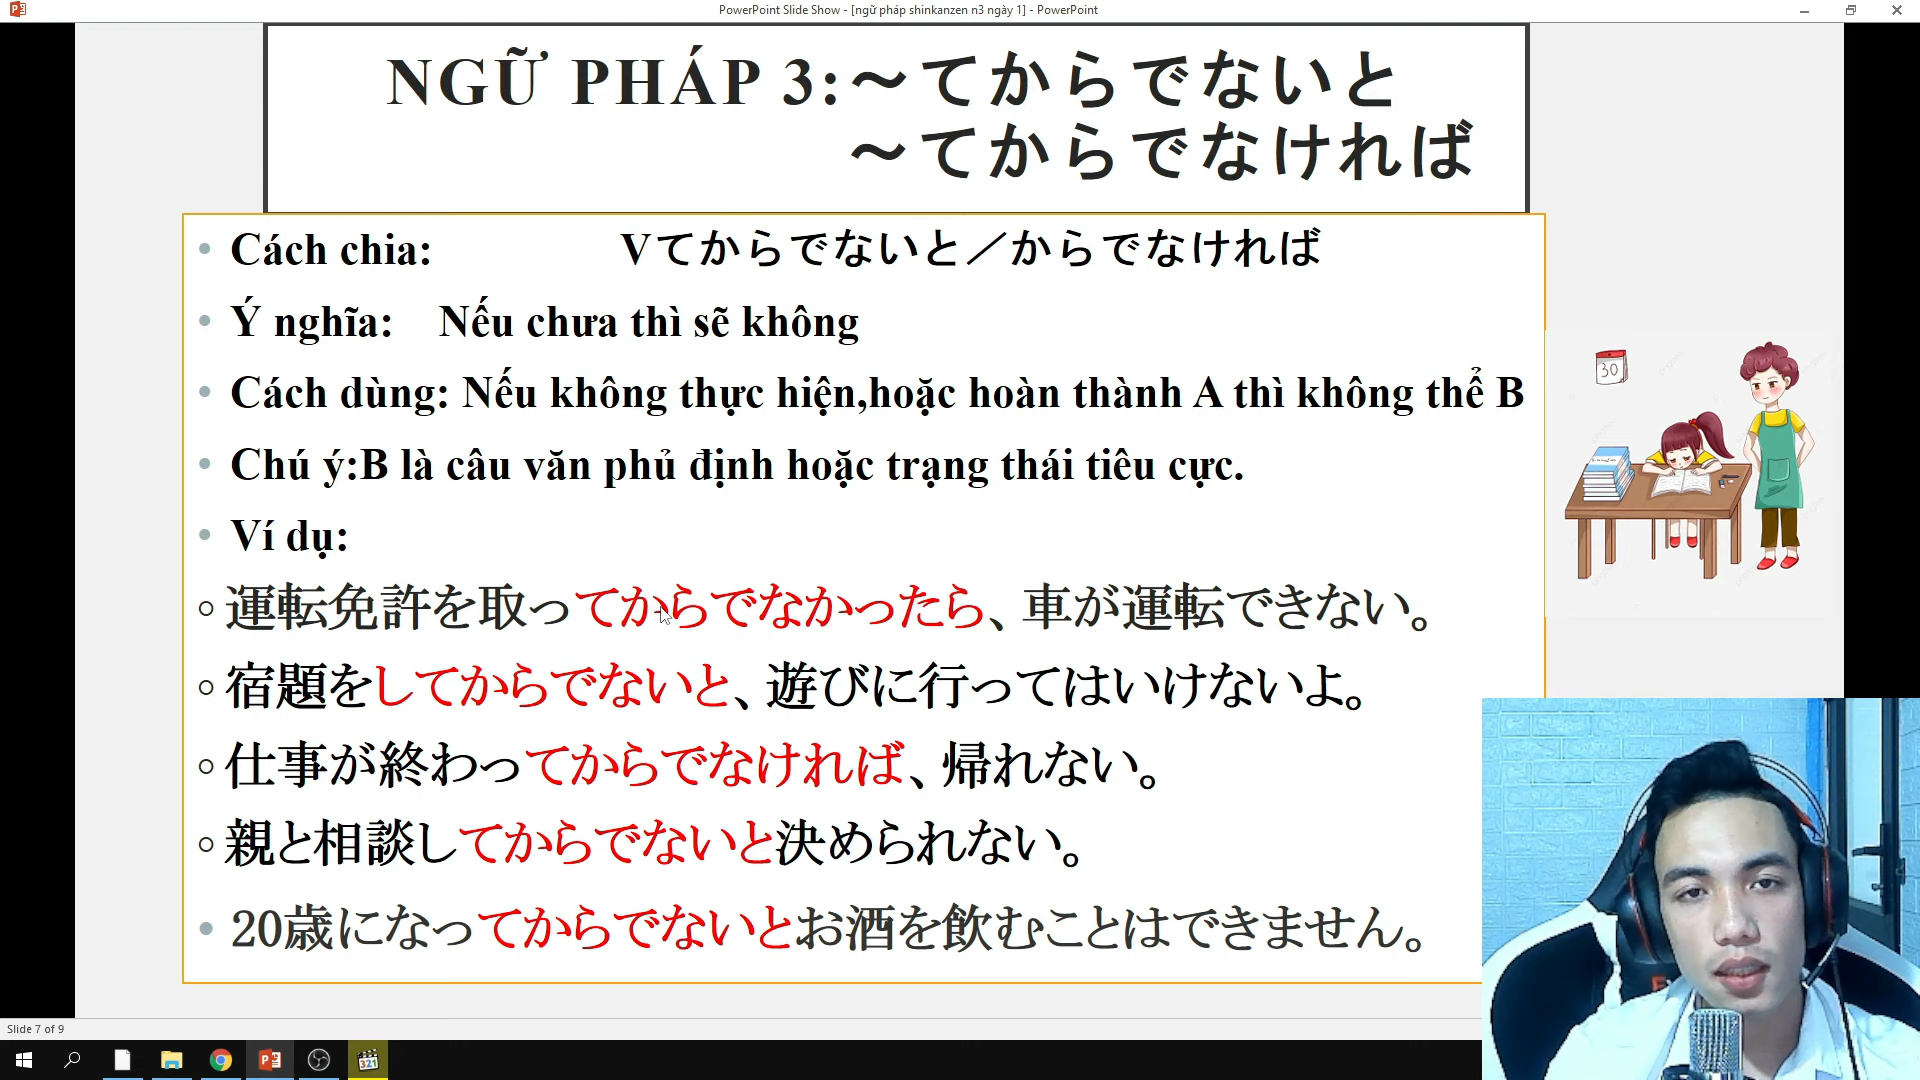 PowerPoint Slide Show - [ngữ pháp shinkanzen n3 ngày 1] - PowerPoint
NGỮ PHÁP 3:～てからでないと
～てからでなければ
Cách chia: Vてからでないと／からでなければ
Ý nghĩa: Nếu chưa thì sẽ không
Cách dùng: Nếu không thực hiện,hoặc hoàn thành A thì không thể B
Chú ý:B là câu văn phủ định hoặc trạng thái tiêu cực.
Ví dụ:
運転免許を取ってからでなかったら、車が運転できない。
宿題をしてからでないと、遊びに行ってはいけないよ。
仕事が終わってからでなければ、帰れない。
親と相談してからでないと決められない。
20歳になってからでないとお酒を飲むことはできません。
30
Slide 7 of 9
321